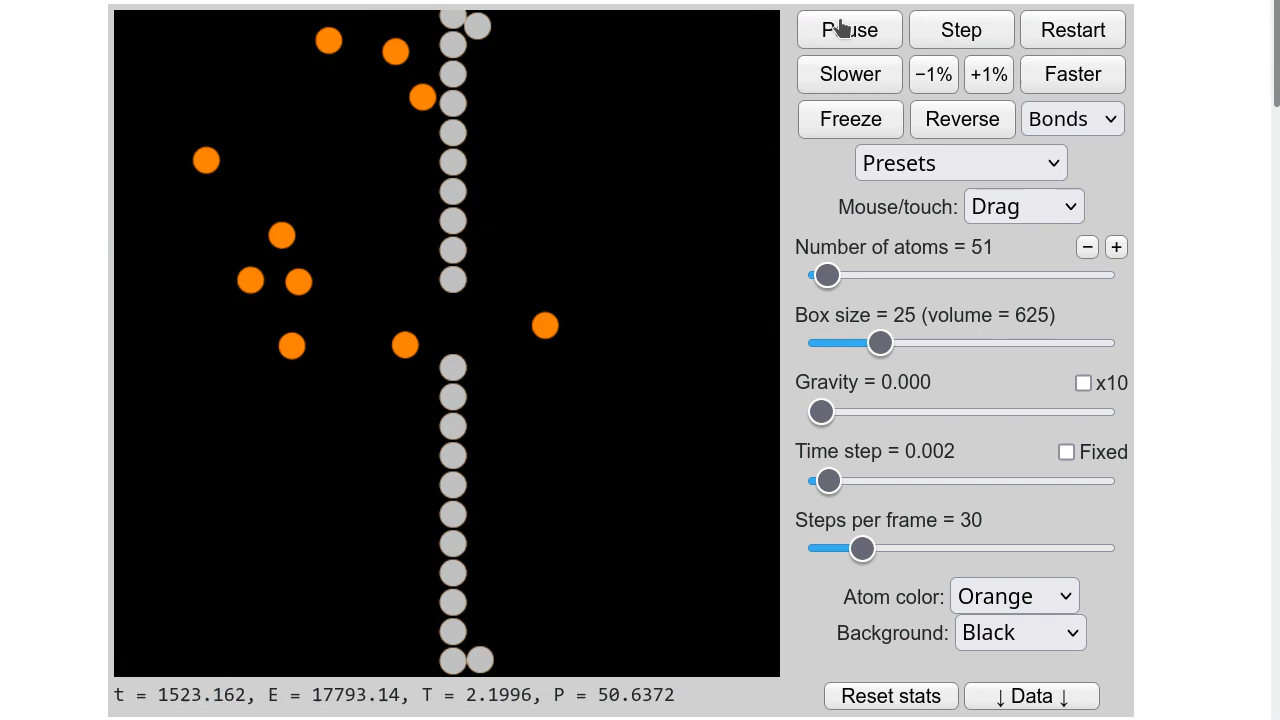 Pause Step Restart
Slower −1% +1% Faster
Freeze Reverse Bonds
Presets
Mouse/touch: Drag
Number of atoms = 51 − +
Box size = 25 (volume = 625)
Gravity = 0.000 x10
Time step = 0.002 Fixed
Steps per frame = 30
Atom color: Orange
Background: Black
t = 1523.162, E = 17793.14, T = 2.1996, P = 50.6372
Reset stats ↓ Data ↓